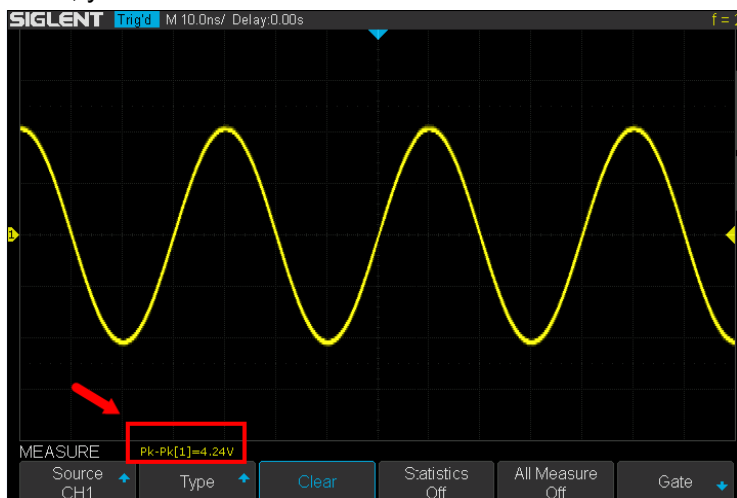 SIGLENT Trig'd M 10.0ns/ Delay:0.00s f =
1
MEASURE Pk-Pk[1]=4.24V
Source Type Clear Statistics All Measure Gate
CH1 Off Off